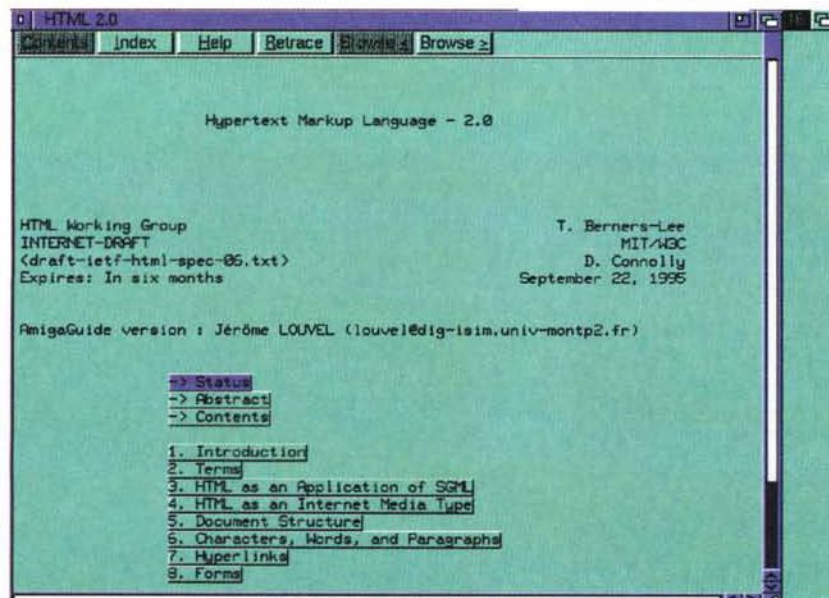 HTML 2.0
Contents Index Help Retrace Browse < Browse >
Hypertext Markup Language - 2.0
HTML Working Group T. Berners-Lee
INTERNET-DRAFT MIT/W3C
<draft-ietf-html-spec-06.txt> D. Connolly
Expires: In six months September 22, 1995
AmigaGuide version : Jérôme LOUVEL (louvel@dig-isim.univ-montp2.fr)
-> Status
-> Abstract
-> Contents
1. Introduction
2. Terms
3. HTML as an Application of SGML
4. HTML as an Internet Media Type
5. Document Structure
6. Characters, Words, and Paragraphs
7. Hyperlinks
8. Forms